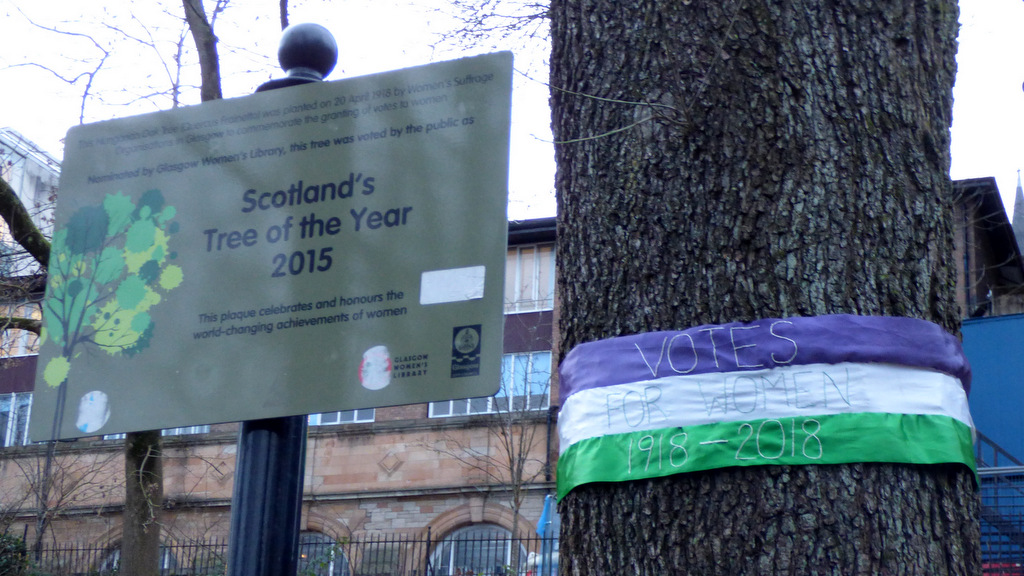 This Hungarian Oak Tree (Quercus Frainetto) was planted on 20 April 1918 by Women's Suffrage
Organisations in Glasgow to commemorate the granting of votes to women
Nominated by Glasgow Women's Library, this tree was voted by the public as
Scotland's
Tree of the Year
2015
This plaque celebrates and honours the
world-changing achievements of women
GLASGOW
WOMEN'S
LIBRARY
VOTES
FOR WOMEN
1918 – 2018